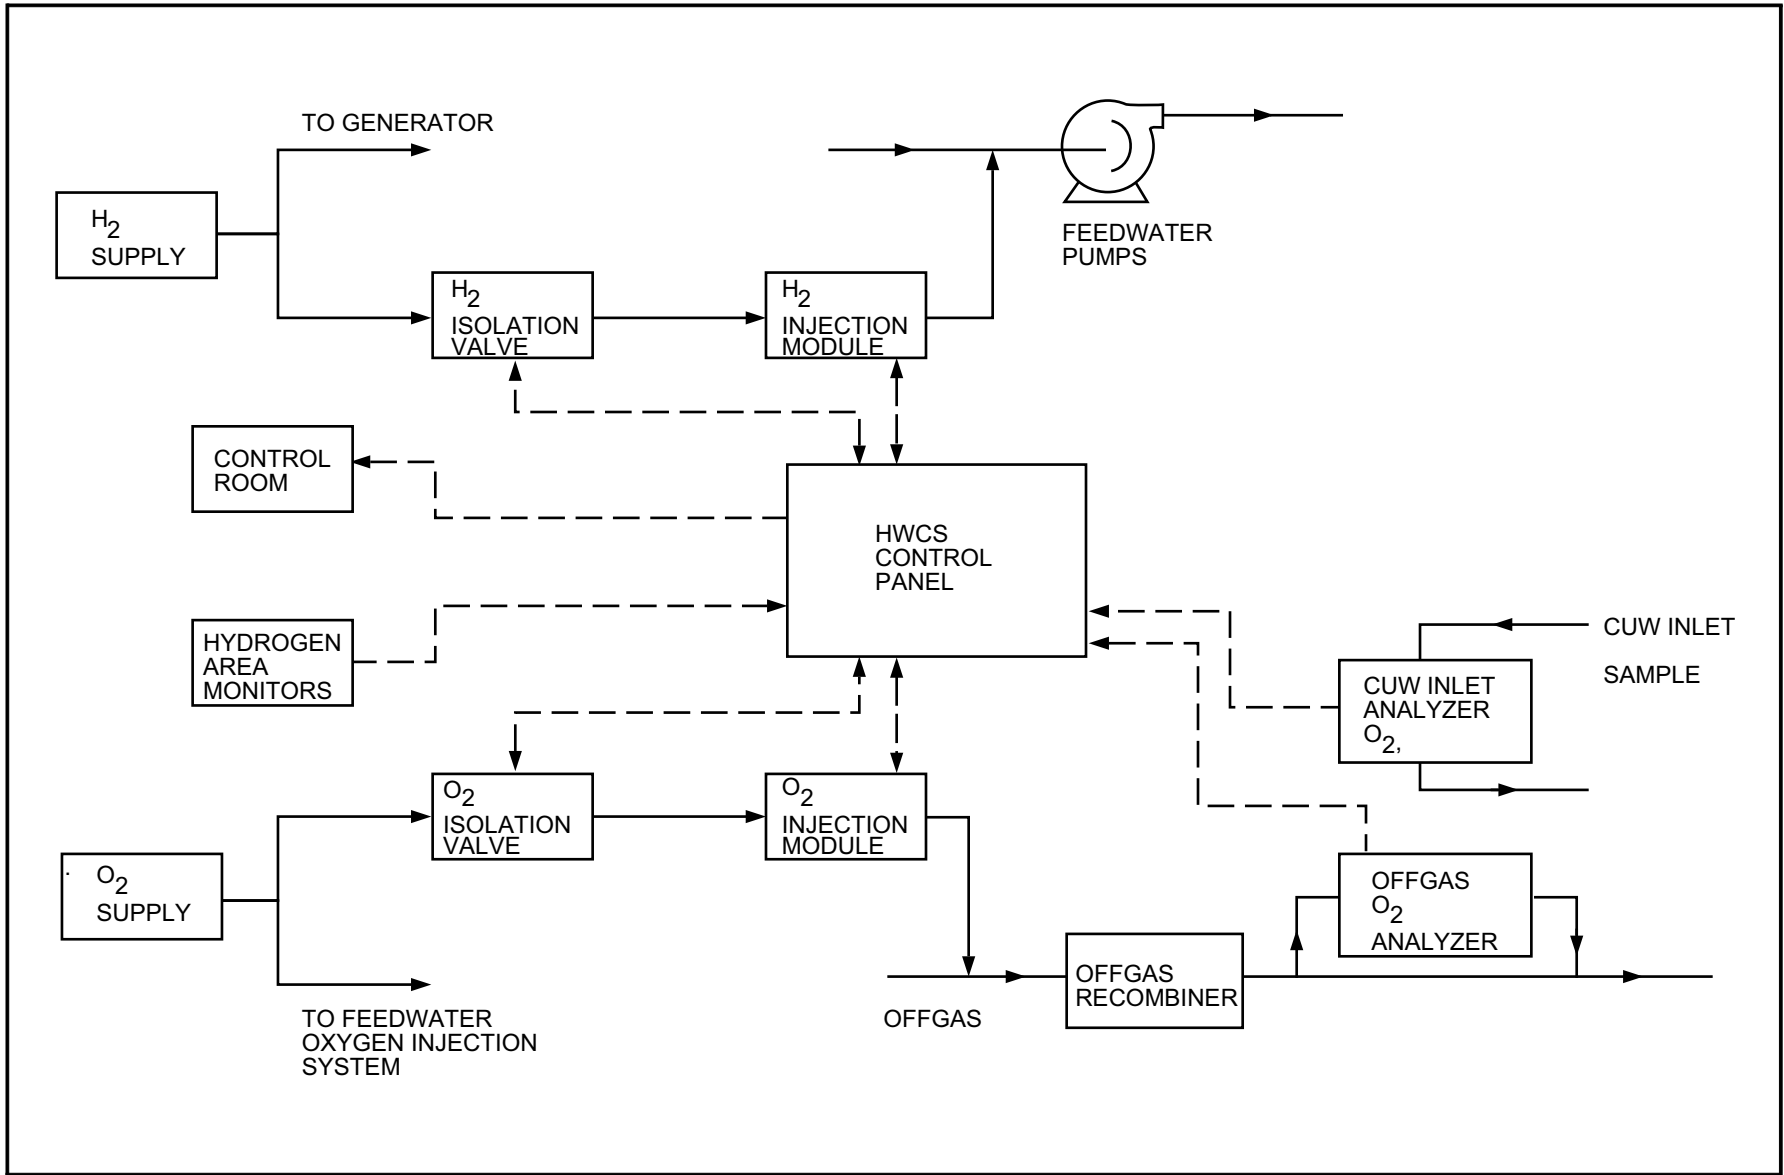 TO GENERATOR
H2
SUPPLY
FEEDWATER
PUMPS
H2
ISOLATION
VALVE
H2
INJECTION
MODULE
CONTROL
ROOM
HWCS
CONTROL
PANEL
HYDROGEN
AREA
MONITORS
CUW INLET
SAMPLE
CUW INLET
ANALYZER
O2,
O2
ISOLATION
VALVE
O2
INJECTION
MODULE
O2
SUPPLY
OFFGAS
O2
ANALYZER
OFFGAS
RECOMBINER
OFFGAS
TO FEEDWATER
OXYGEN INJECTION
SYSTEM